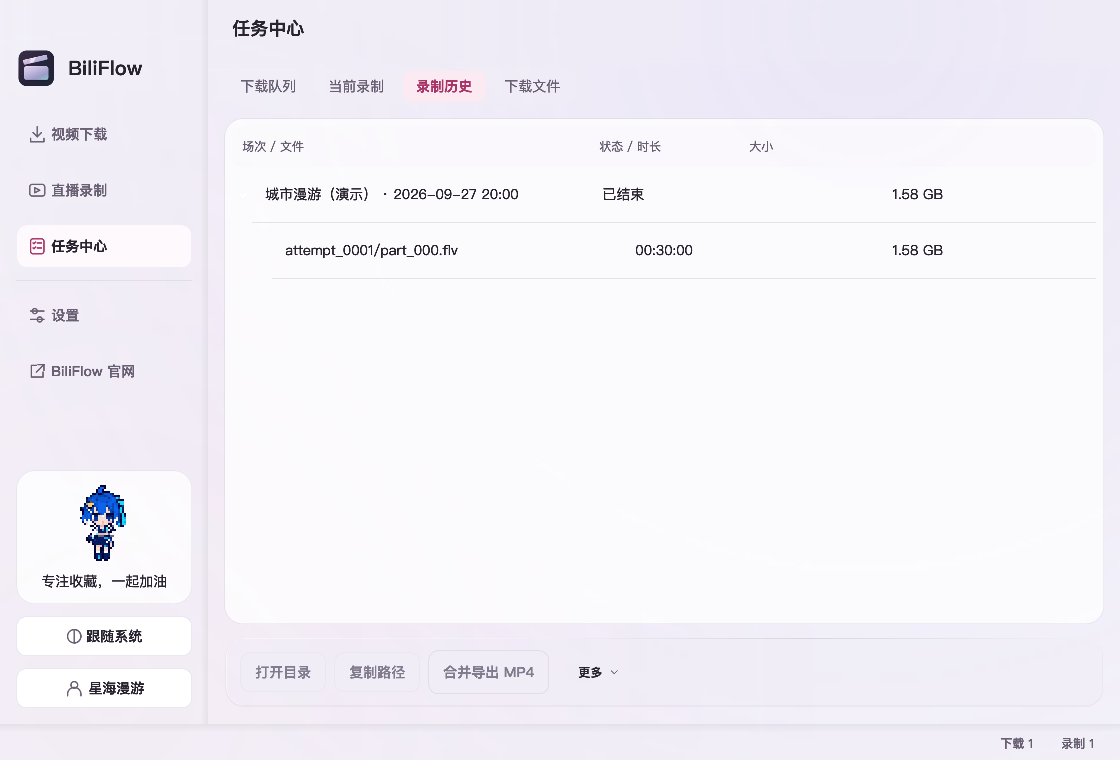 任务中心
BiliFlow
下载队列 当前录制 录制历史 下载文件
视频下载
直播录制
任务中心
设置
BiliFlow 官网
专注收藏，一起加油
跟随系统
星海漫游
场次 / 文件 状态 / 时长 大小
城市漫游（演示） · 2026-09-27 20:00 已结束 1.58 GB
attempt_0001/part_000.flv 00:30:00 1.58 GB
打开目录 复制路径 合并导出 MP4 更多
下载 1 录制 1